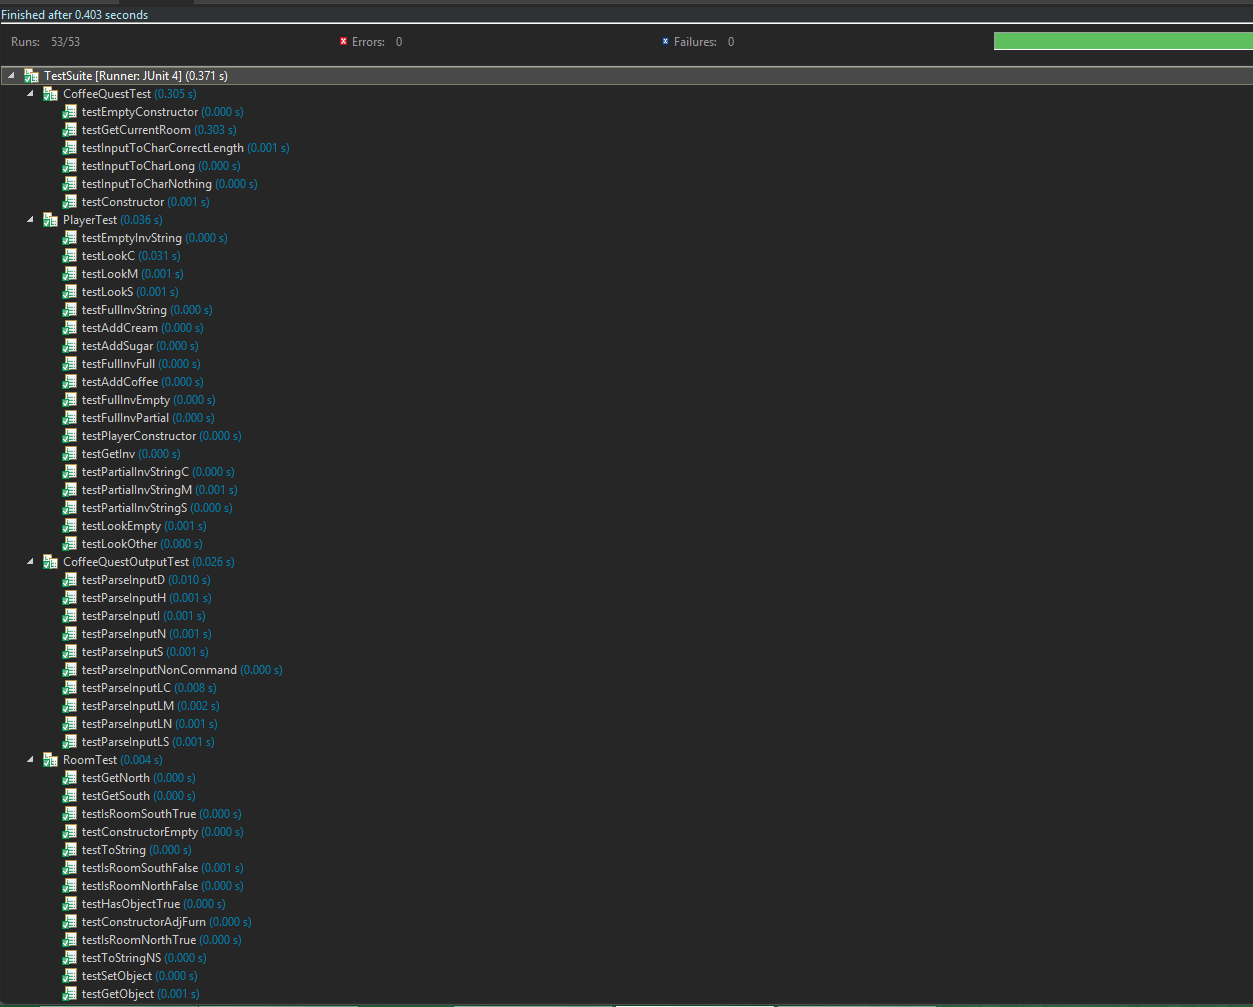 Finished after 0.403 seconds
Runs: 53/53 Errors: 0 Failures: 0
TestSuite [Runner: JUnit 4] (0.371 s)
CoffeeQuestTest (0.305 s)
testEmptyConstructor (0.000 s)
testGetCurrentRoom (0.303 s)
testInputToCharCorrectLength (0.001 s)
testInputToCharLong (0.000 s)
testInputToCharNothing (0.000 s)
testConstructor (0.001 s)
PlayerTest (0.036 s)
testEmptyInvString (0.000 s)
testLookC (0.031 s)
testLookM (0.001 s)
testLookS (0.001 s)
testFullInvString (0.000 s)
testAddCream (0.000 s)
testAddSugar (0.000 s)
testFullInvFull (0.000 s)
testAddCoffee (0.000 s)
testFullInvEmpty (0.000 s)
testFullInvPartial (0.000 s)
testPlayerConstructor (0.000 s)
testGetInv (0.000 s)
testPartialInvStringC (0.000 s)
testPartialInvStringM (0.001 s)
testPartialInvStringS (0.000 s)
testLookEmpty (0.001 s)
testLookOther (0.000 s)
CoffeeQuestOutputTest (0.026 s)
testParseInputD (0.010 s)
testParseInputH (0.001 s)
testParseInputI (0.001 s)
testParseInputN (0.001 s)
testParseInputS (0.001 s)
testParseInputNonCommand (0.000 s)
testParseInputLC (0.008 s)
testParseInputLM (0.002 s)
testParseInputLN (0.001 s)
testParseInputLS (0.001 s)
RoomTest (0.004 s)
testGetNorth (0.000 s)
testGetSouth (0.000 s)
testIsRoomSouthTrue (0.000 s)
testConstructorEmpty (0.000 s)
testToString (0.000 s)
testIsRoomSouthFalse (0.001 s)
testIsRoomNorthFalse (0.000 s)
testHasObjectTrue (0.000 s)
testConstructorAdjFurn (0.000 s)
testIsRoomNorthTrue (0.000 s)
testToStringNS (0.000 s)
testSetObject (0.000 s)
testGetObject (0.001 s)